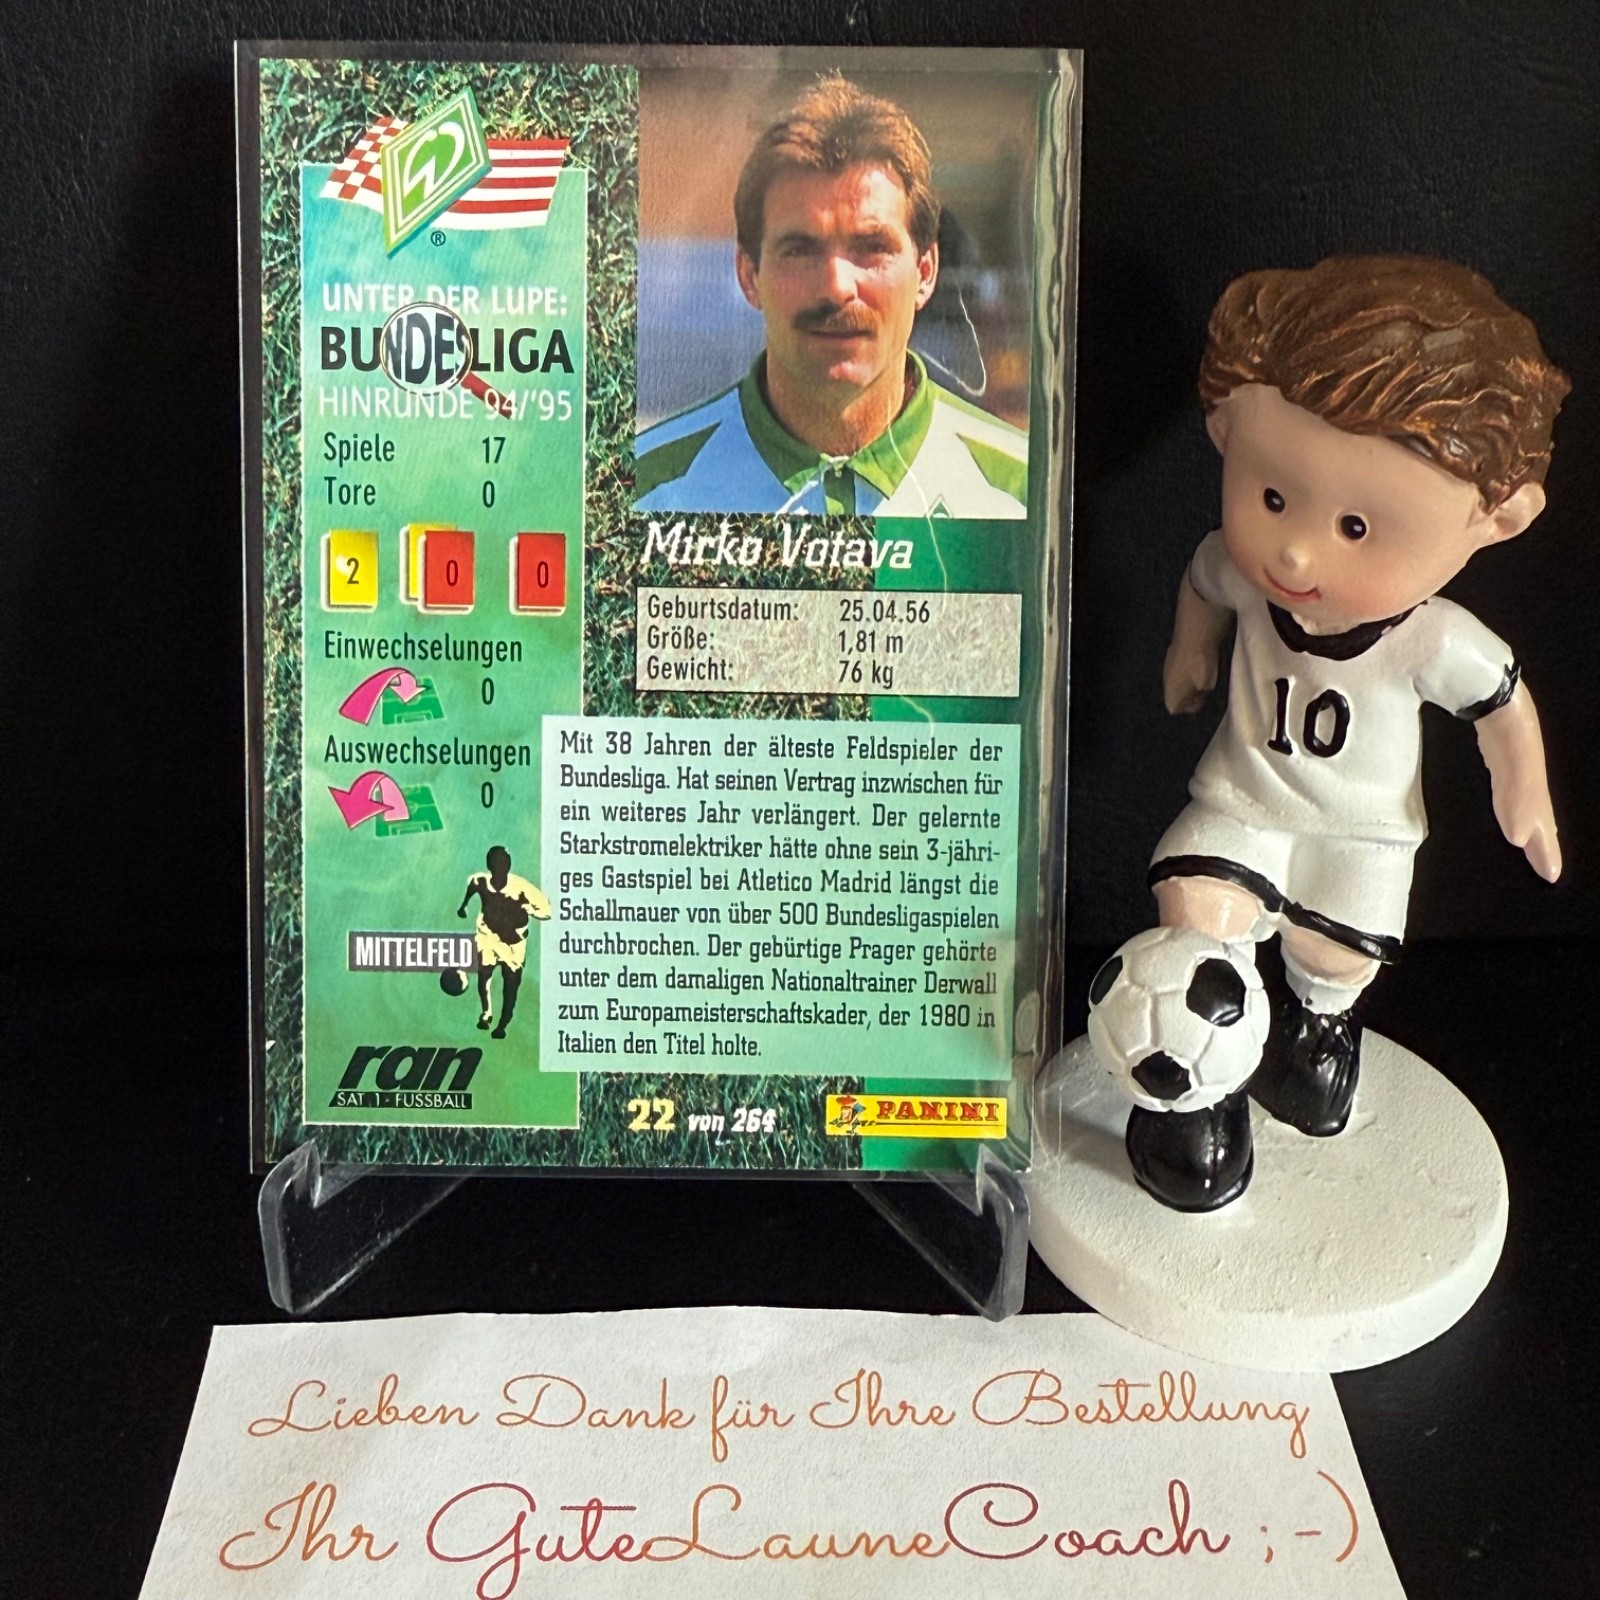 ®
UNTER DER LUPE:
BUNDESLIGA
HINRUNDE 94/'95
Spiele 17
Tore 0
2 0 0
Einwechselungen
0
Auswechselungen
0
MITTELFELD
ran
SAT.1 - FUSSBALL
Mirko Votava
Geburtsdatum: 25.04.56
Größe: 1,81 m
Gewicht: 76 kg
Mit 38 Jahren der älteste Feldspieler der
Bundesliga. Hat seinen Vertrag inzwischen für
ein weiteres Jahr verlängert. Der gelernte
Starkstromelektriker hätte ohne sein 3-jähri-
ges Gastspiel bei Atletico Madrid längst die
Schallmauer von über 500 Bundesligaspielen
durchbrochen. Der gebürtige Prager gehörte
unter dem damaligen Nationaltrainer Derwall
zum Europameisterschaftskader, der 1980 in
Italien den Titel holte.
22 von 264
PANINI
10
Lieben Dank für Ihre Bestellung
Ihr GuteLauneCoach ;-)